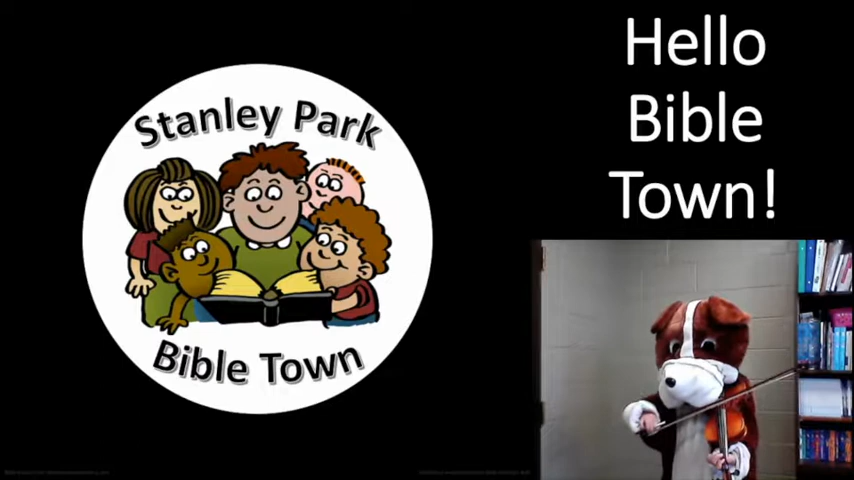 Stanley Park
Bible Town
Hello
Bible
Town!